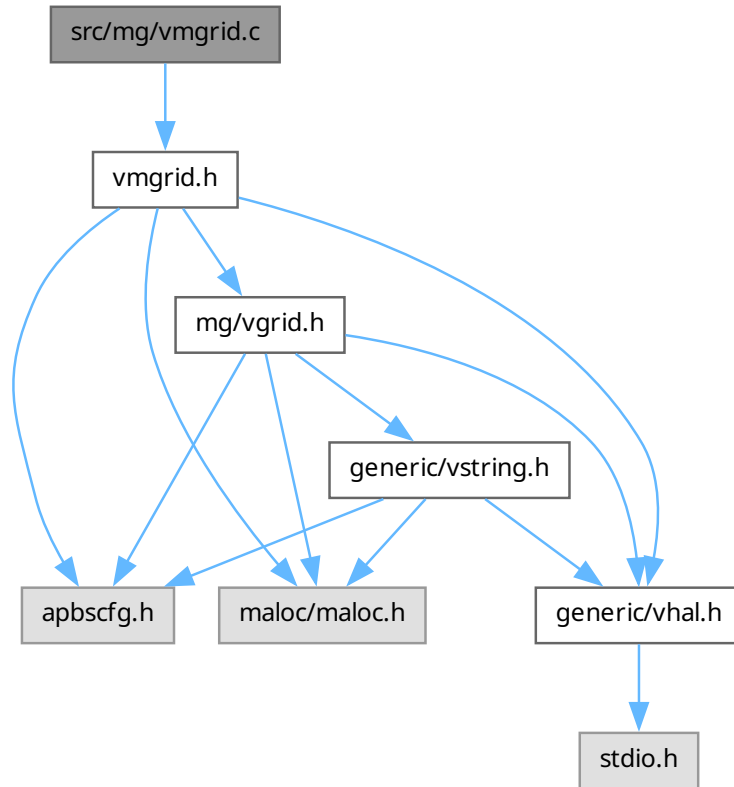 src/mg/vmgrid.c
vmgrid.h
mg/vgrid.h
generic/vstring.h
apbscfg.h
maloc/maloc.h
generic/vhal.h
stdio.h